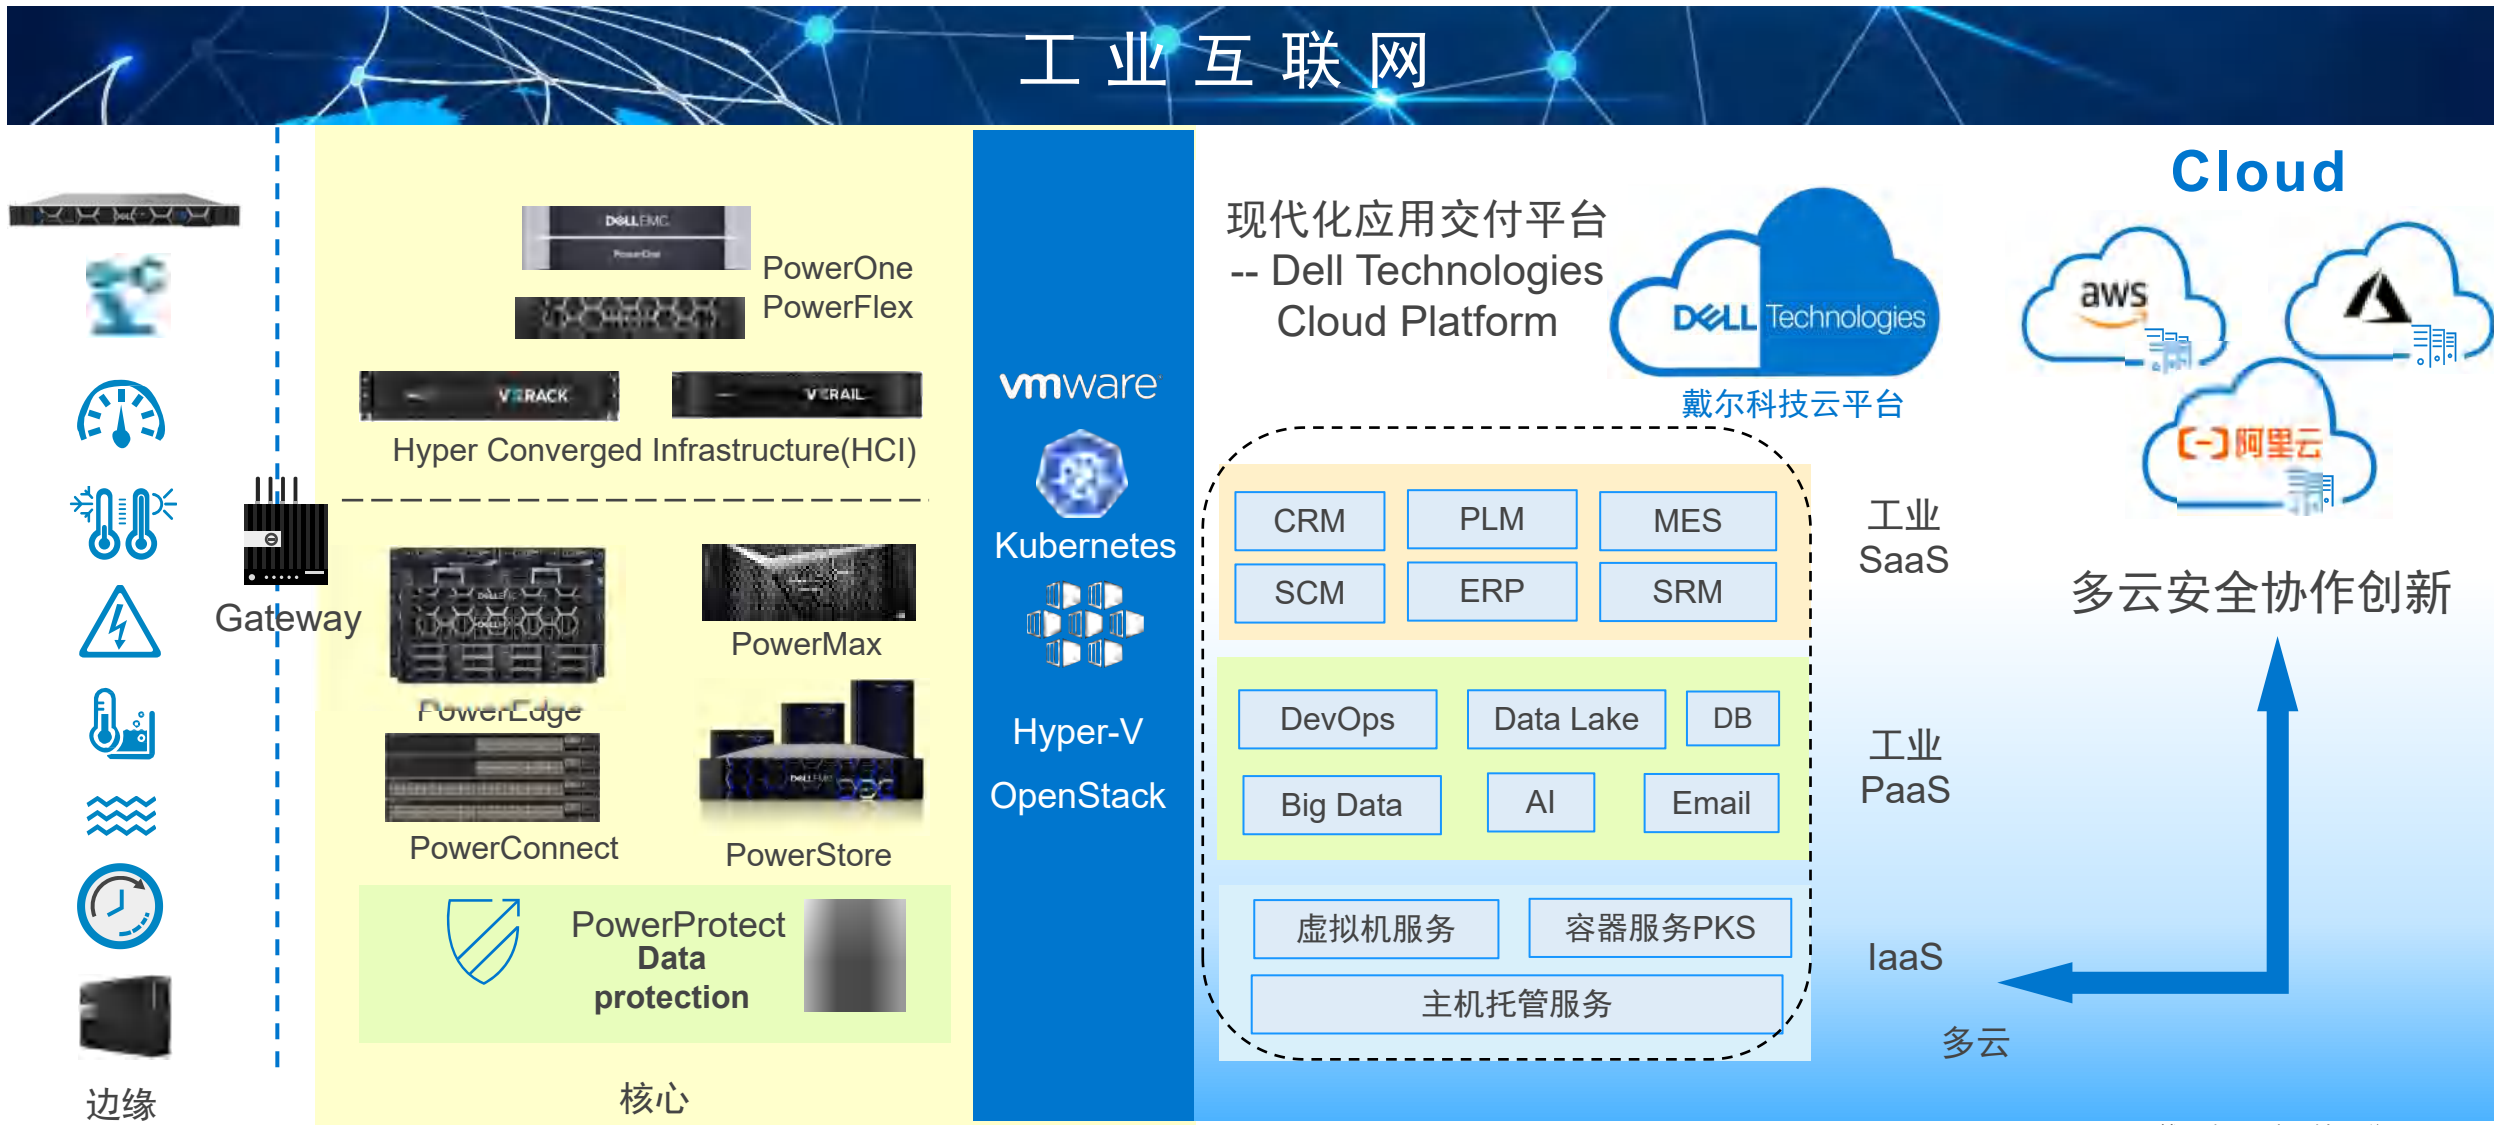 工业互联网
DELLEMC
PowerOne
PowerOne
PowerFlex
VXRACK
VXRAIL
Hyper Converged Infrastructure(HCI)
Gateway
PowerEdge
PowerMax
PowerConnect
DELLEMC
PowerStore
PowerProtect
Data
protection
边缘
核心
vmware
Kubernetes
Hyper-V
OpenStack
现代化应用交付平台
-- Dell Technologies
Cloud Platform
DELL Technologies
戴尔科技云平台
CRM
PLM
MES
SCM
ERP
SRM
工业
SaaS
DevOps
Data Lake
DB
Big Data
AI
Email
工业
PaaS
虚拟机服务
容器服务PKS
主机托管服务
IaaS
多云
Cloud
aws
阿里云
多云安全协作创新